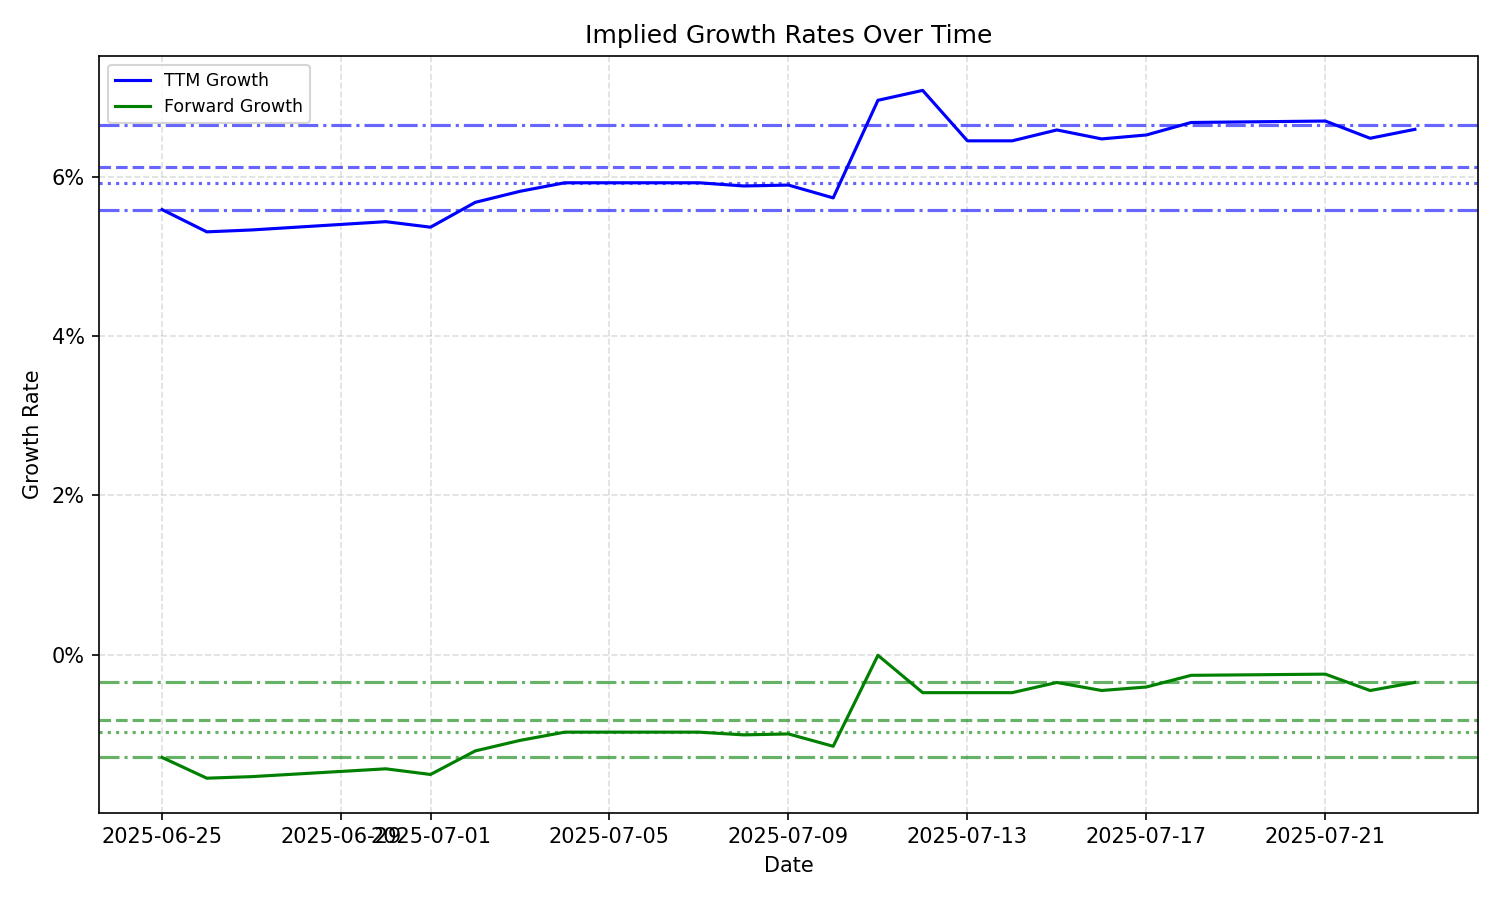 Implied Growth Rates Over Time
TTM Growth
Forward Growth
6%
4%
2%
0%
Growth Rate
2025-06-25
2025-06-29
2025-07-01
2025-07-05
2025-07-09
2025-07-13
2025-07-17
2025-07-21
Date